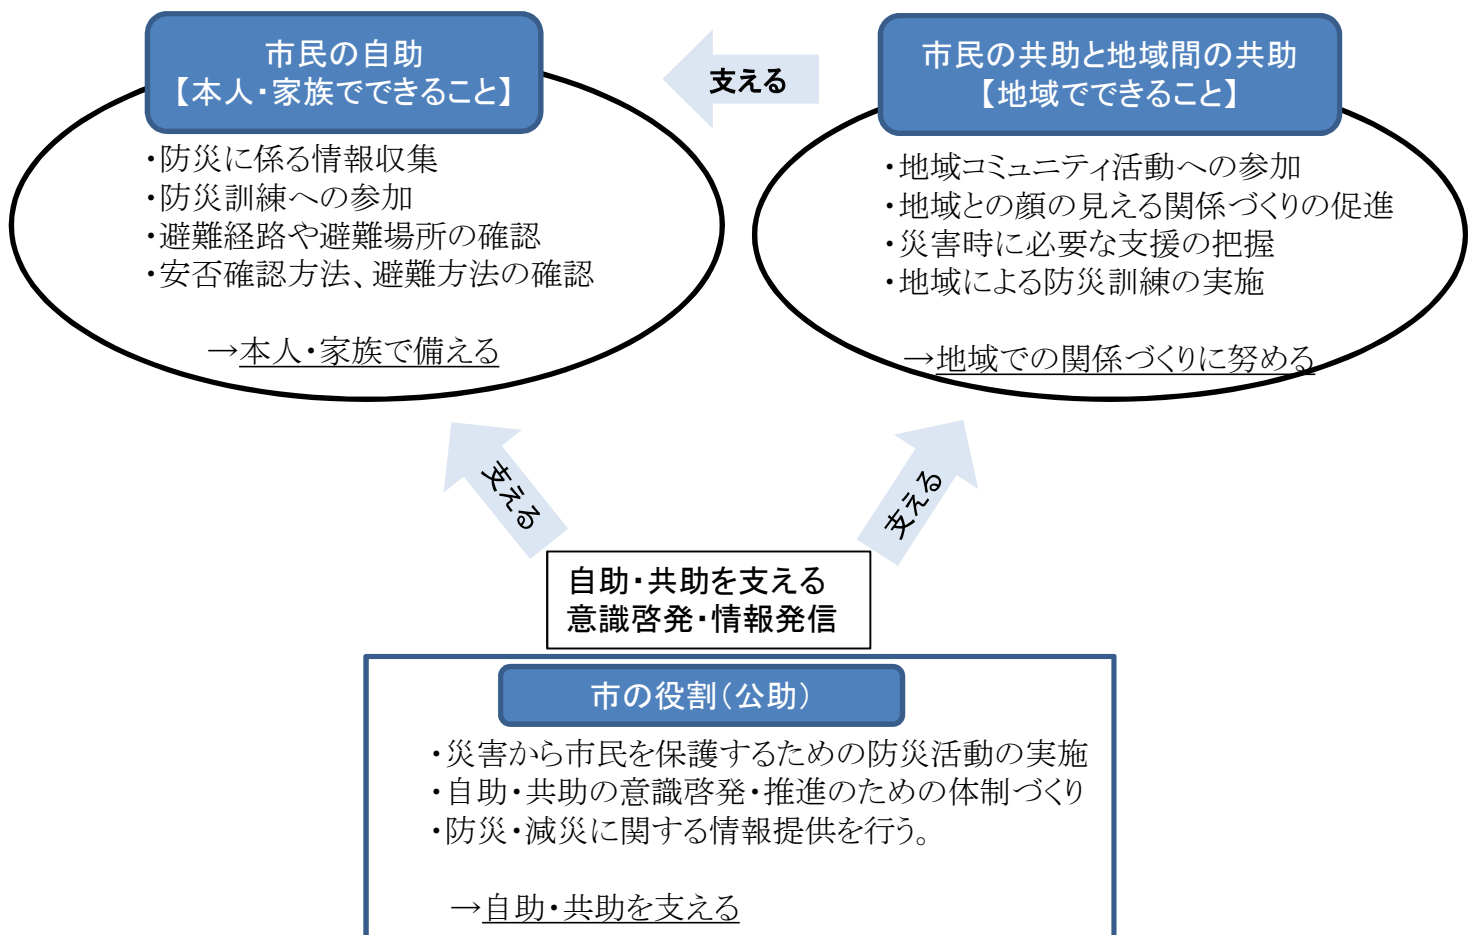 市民の自助
【本人・家族でできること】
・防災に係る情報収集
・防災訓練への参加
・避難経路や避難場所の確認
・安否確認方法、避難方法の確認
→本人・家族で備える
支える
市民の共助と地域間の共助
【地域でできること】
・地域コミュニティ活動への参加
・地域との顔の見える関係づくりの促進
・災害時に必要な支援の把握
・地域による防災訓練の実施
→地域での関係づくりに努める
支える
支える
自助・共助を支える
意識啓発・情報発信
市の役割（公助）
・災害から市民を保護するための防災活動の実施
・自助・共助の意識啓発・推進のための体制づくり
・防災・減災に関する情報提供を行う。
→自助・共助を支える